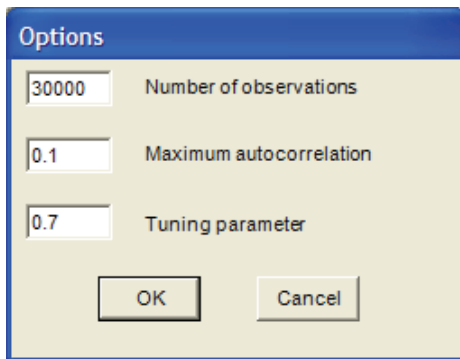 Options
30000 Number of observations
0.1 Maximum autocorrelation
0.7 Tuning parameter
OK Cancel